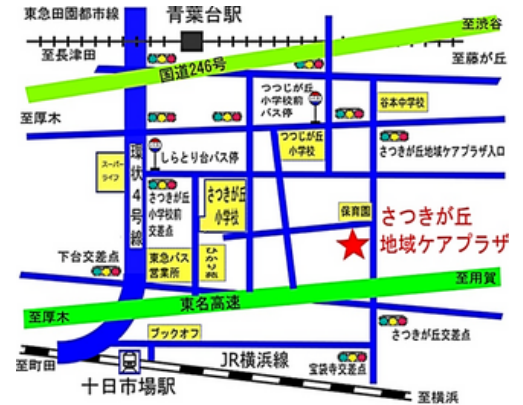 東急田園都市線
青葉台駅
至渋谷
至長津田
至藤が丘
国道246号
つつじが丘
小学校前
バス停
谷本中学校
至厚木
つつじが丘
小学校
さつきが丘地域ケアプラザ入口
しらとり台バス停
スーパー
ライフ
環状4号線
さつきが丘
小学校前
交差点
さつきが丘
小学校
保育園
さつきが丘
地域ケアプラザ
下台交差点
東急バス
営業所
至用賀
東名高速
至厚木
ブックオフ
さつきが丘交差点
JR横浜線
宝袋寺交差点
至町田
十日市場駅
至横浜